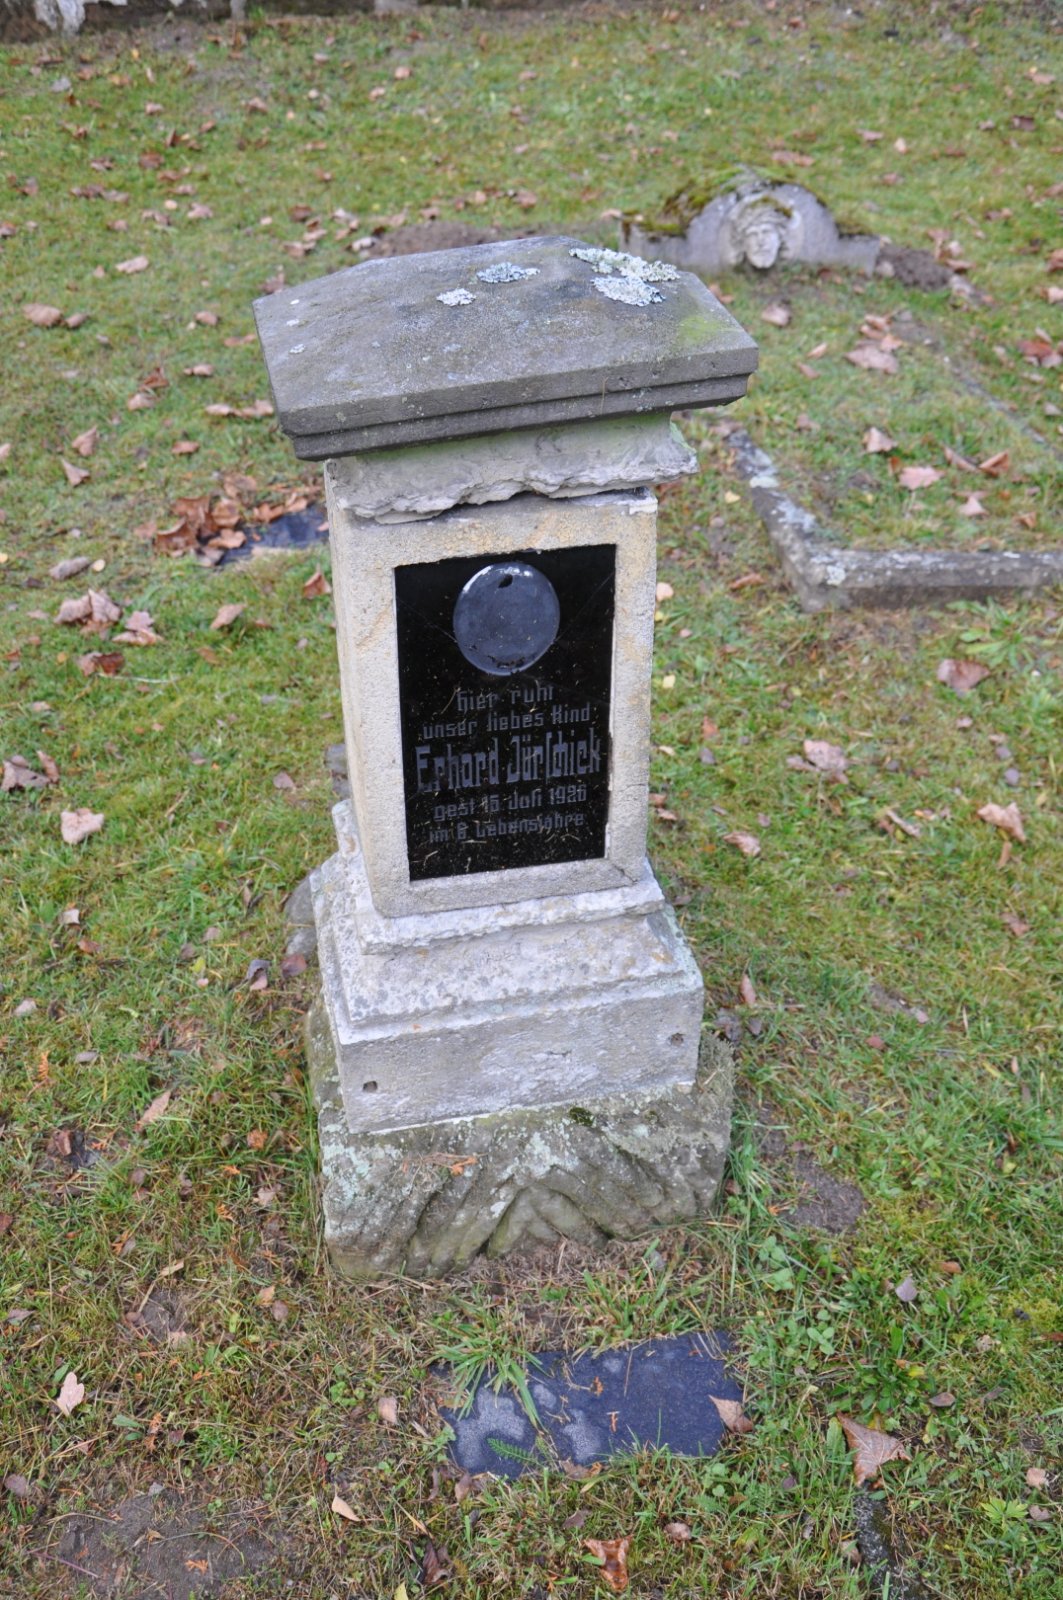 Hier ruht
unser liebes Kind
Erhard Jürschick
gest. 15. Juli 1926
im 6. Lebensjahre.